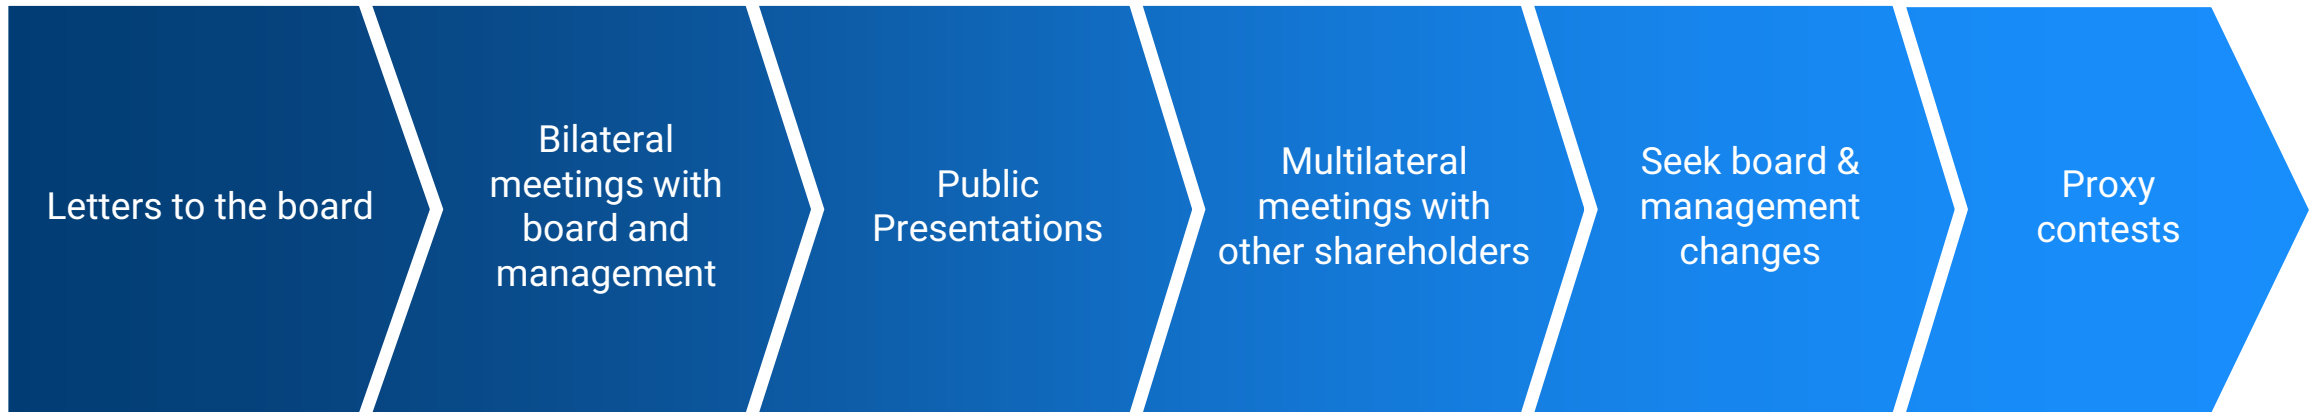 Letters to the board
Bilateral
meetings with
board and
management
Public
Presentations
Multilateral
meetings with
other shareholders
Seek board &
management
changes
Proxy
contests